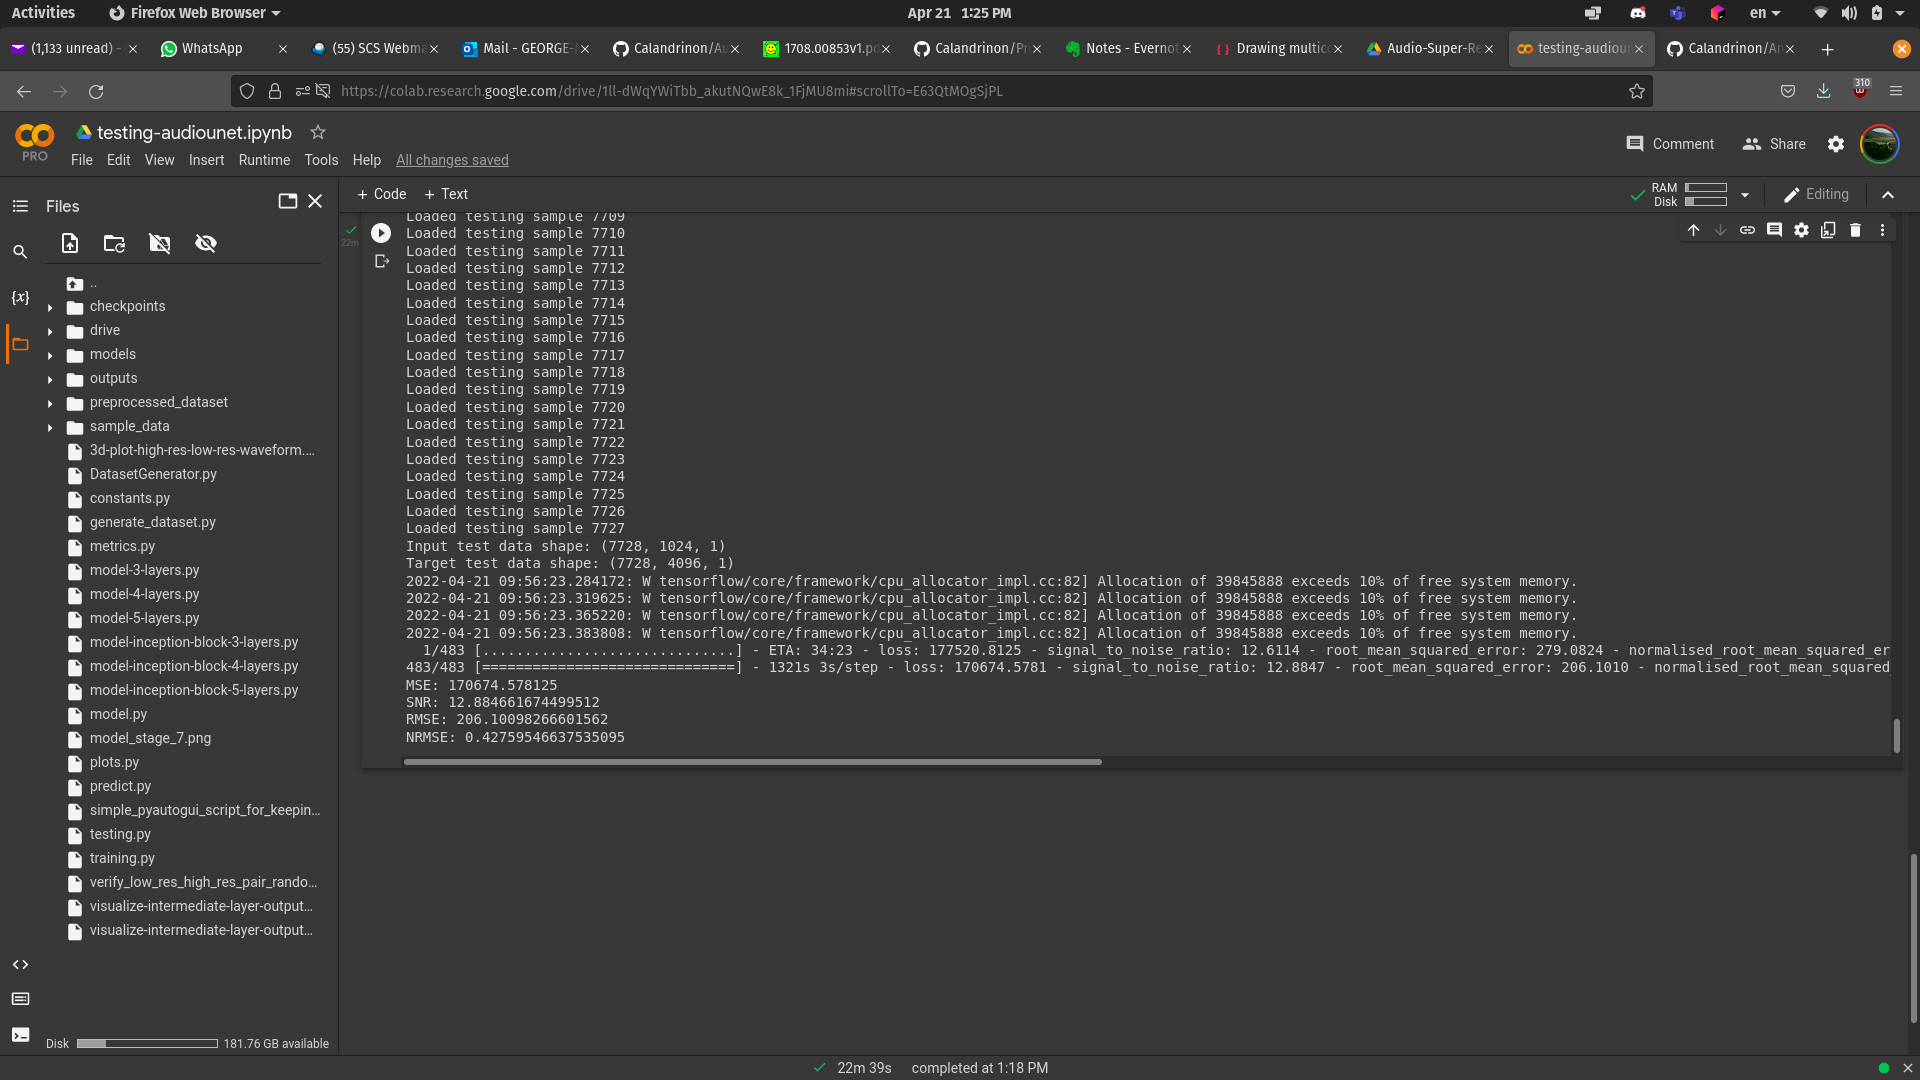 Activities Firefox Web Browser Apr 21 1:25 PM en
(1,133 unread) - WhatsApp (55) SCS Webma Mail - GEORGE- Calandrinon/Au 1708.00853v1.pd Calandrinon/Pr Notes - Evernot Drawing multico Audio-Super-Re testing-audioun Calandrinon/An
https://colab.research.google.com/drive/1ll-dWqYWiTbb_akutNQwE8k_1FjMU8mi#scrollTo=E63QtMOgSjPL 310
testing-audiounet.ipynb
PRO File Edit View Insert Runtime Tools Help All changes saved Comment Share
Files + Code + Text RAM Disk Editing
..
checkpoints
drive
models
outputs
preprocessed_dataset
sample_data
3d-plot-high-res-low-res-waveform....
DatasetGenerator.py
constants.py
generate_dataset.py
metrics.py
model-3-layers.py
model-4-layers.py
model-5-layers.py
model-inception-block-3-layers.py
model-inception-block-4-layers.py
model-inception-block-5-layers.py
model.py
model_stage_7.png
plots.py
predict.py
simple_pyautogui_script_for_keepin...
testing.py
training.py
verify_low_res_high_res_pair_rando...
visualize-intermediate-layer-output...
visualize-intermediate-layer-output...
Disk 181.76 GB available
22m
Loaded testing sample 7709
Loaded testing sample 7710
Loaded testing sample 7711
Loaded testing sample 7712
Loaded testing sample 7713
Loaded testing sample 7714
Loaded testing sample 7715
Loaded testing sample 7716
Loaded testing sample 7717
Loaded testing sample 7718
Loaded testing sample 7719
Loaded testing sample 7720
Loaded testing sample 7721
Loaded testing sample 7722
Loaded testing sample 7723
Loaded testing sample 7724
Loaded testing sample 7725
Loaded testing sample 7726
Loaded testing sample 7727
Input test data shape: (7728, 1024, 1)
Target test data shape: (7728, 4096, 1)
2022-04-21 09:56:23.284172: W tensorflow/core/framework/cpu_allocator_impl.cc:82] Allocation of 39845888 exceeds 10% of free system memory.
2022-04-21 09:56:23.319625: W tensorflow/core/framework/cpu_allocator_impl.cc:82] Allocation of 39845888 exceeds 10% of free system memory.
2022-04-21 09:56:23.365220: W tensorflow/core/framework/cpu_allocator_impl.cc:82] Allocation of 39845888 exceeds 10% of free system memory.
2022-04-21 09:56:23.383808: W tensorflow/core/framework/cpu_allocator_impl.cc:82] Allocation of 39845888 exceeds 10% of free system memory.
1/483 [..............................] - ETA: 34:23 - loss: 177520.8125 - signal_to_noise_ratio: 12.6114 - root_mean_squared_error: 279.0824 - normalised_root_mean_squared_er
483/483 [==============================] - 1321s 3s/step - loss: 170674.5781 - signal_to_noise_ratio: 12.8847 - root_mean_squared_error: 206.1010 - normalised_root_mean_squared_
MSE: 170674.578125
SNR: 12.884661674499512
RMSE: 206.10098266601562
NRMSE: 0.42759546637535095
22m 39s completed at 1:18 PM